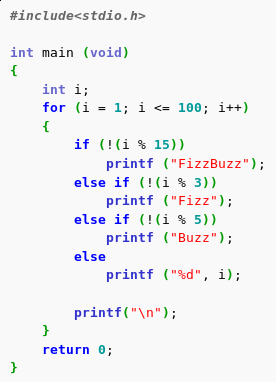 #include<stdio.h>

int main (void)
{
    int i;
    for (i = 1; i <= 100; i++)
    {
        if (!(i % 15))
            printf ("FizzBuzz");
        else if (!(i % 3))
            printf ("Fizz");
        else if (!(i % 5))
            printf ("Buzz");
        else
            printf ("%d", i);

        printf("\n");
    }
    return 0;
}